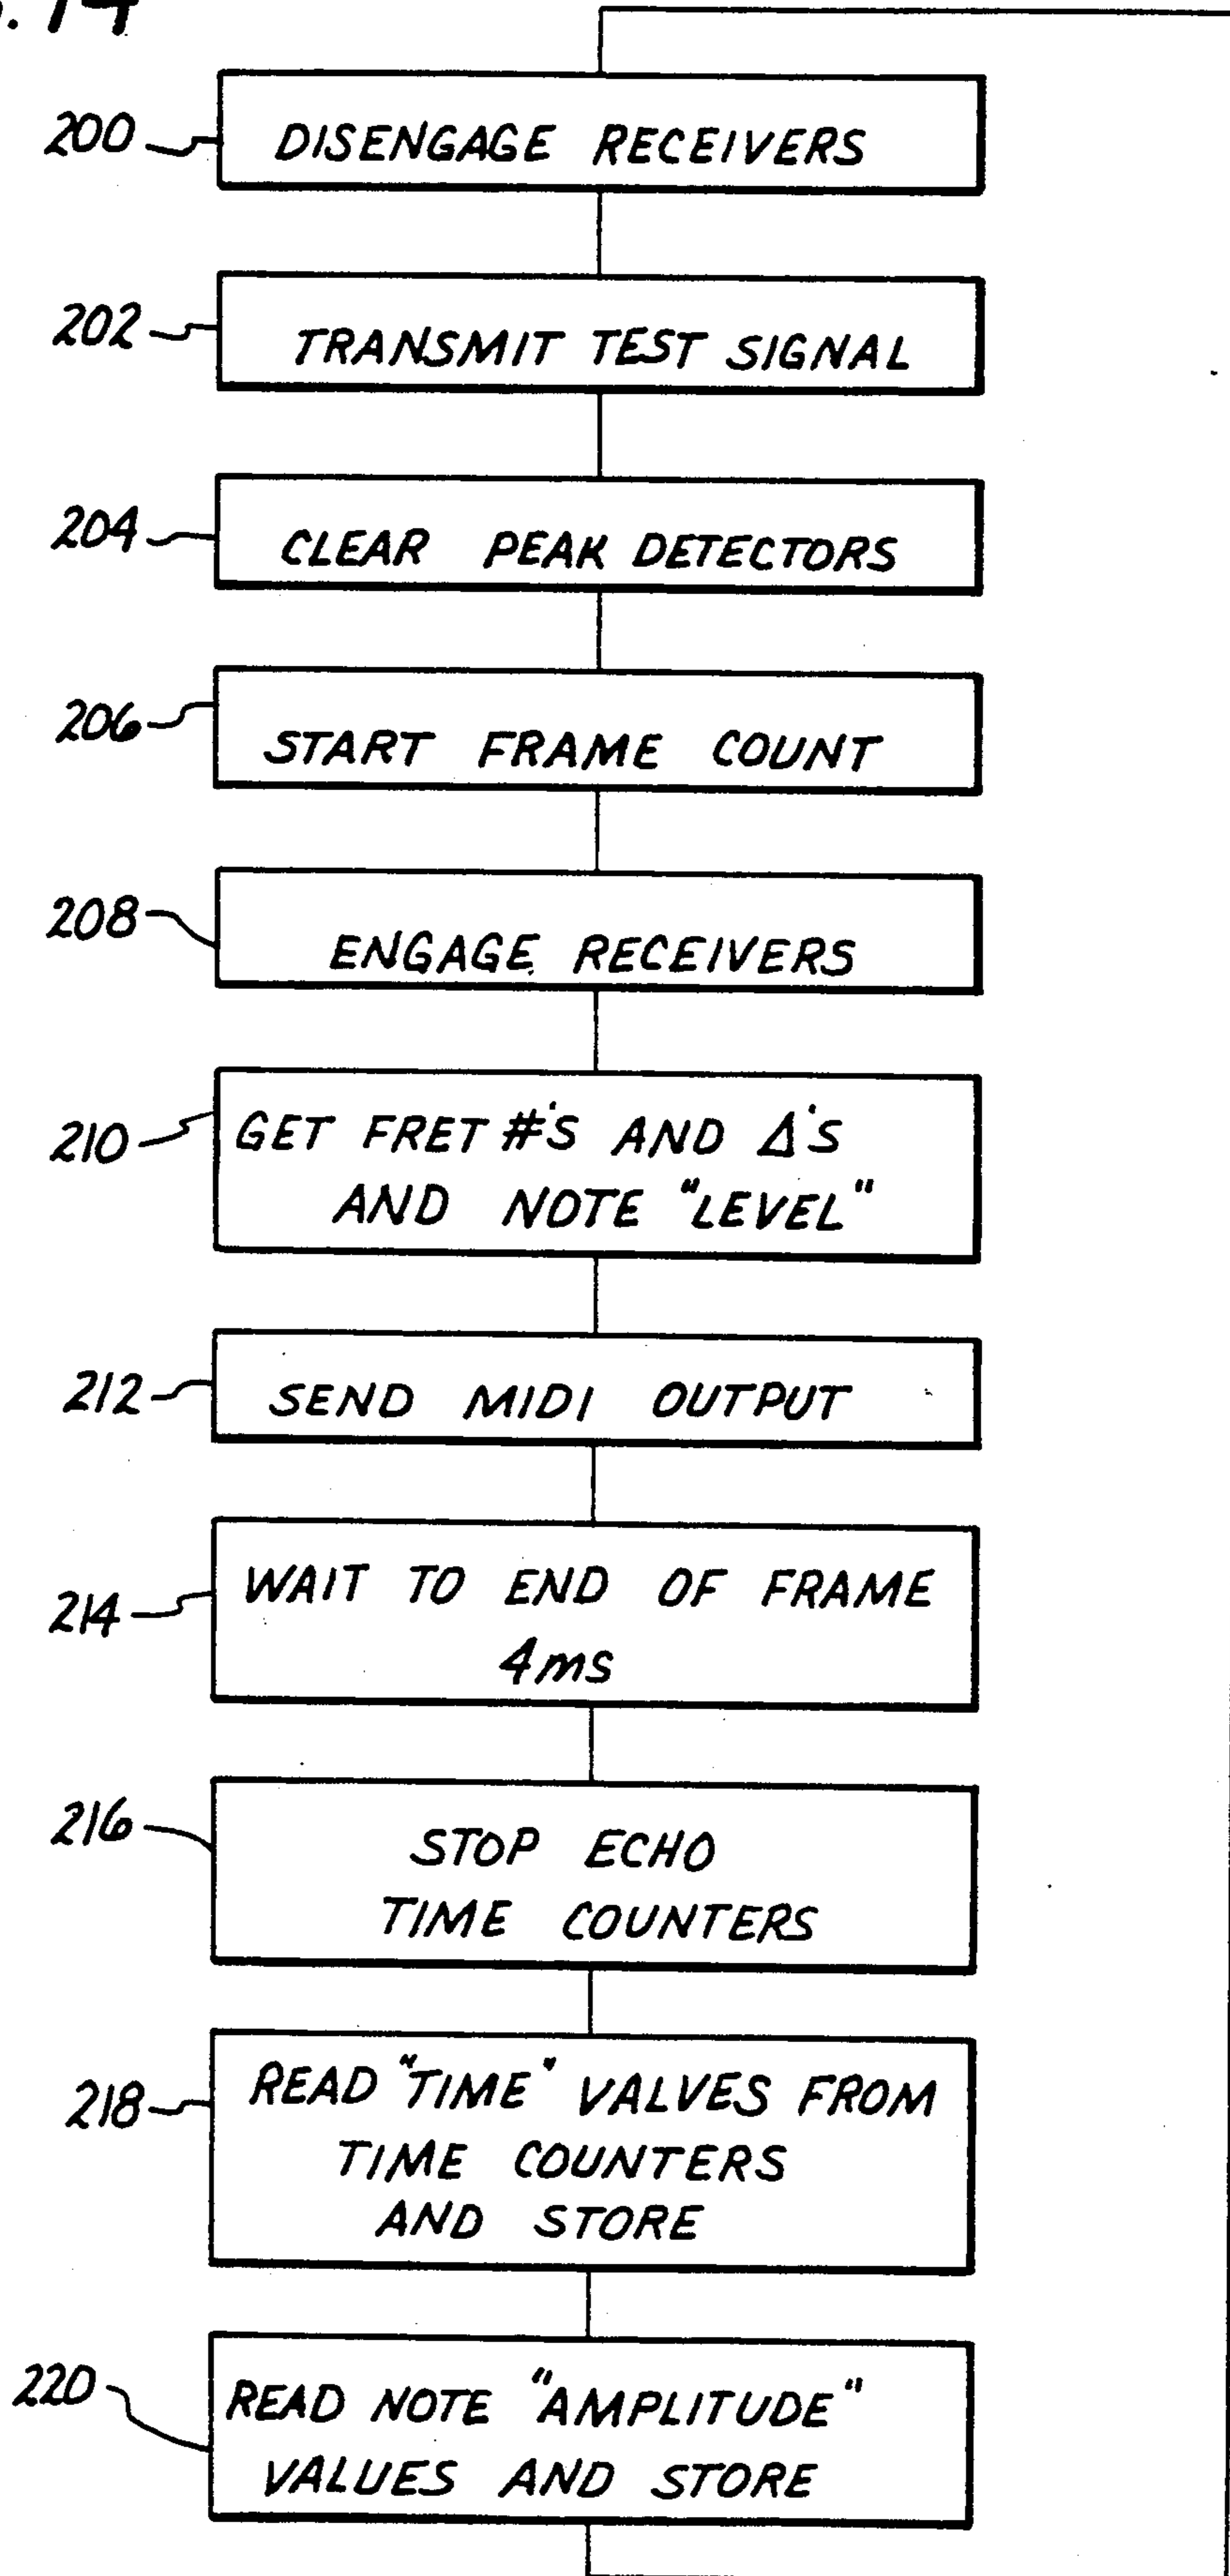 . 14
200 DISENGAGE RECEIVERS
202 TRANSMIT TEST SIGNAL
204 CLEAR PEAK DETECTORS
206 START FRAME COUNT
208 ENGAGE RECEIVERS
210 GET FRET #'S AND Δ'S
AND NOTE "LEVEL"
212 SEND MIDI OUTPUT
214 WAIT TO END OF FRAME
4ms
216 STOP ECHO
TIME COUNTERS
218 READ "TIME" VALVES FROM
TIME COUNTERS
AND STORE
220 READ NOTE "AMPLITUDE"
VALUES AND STORE